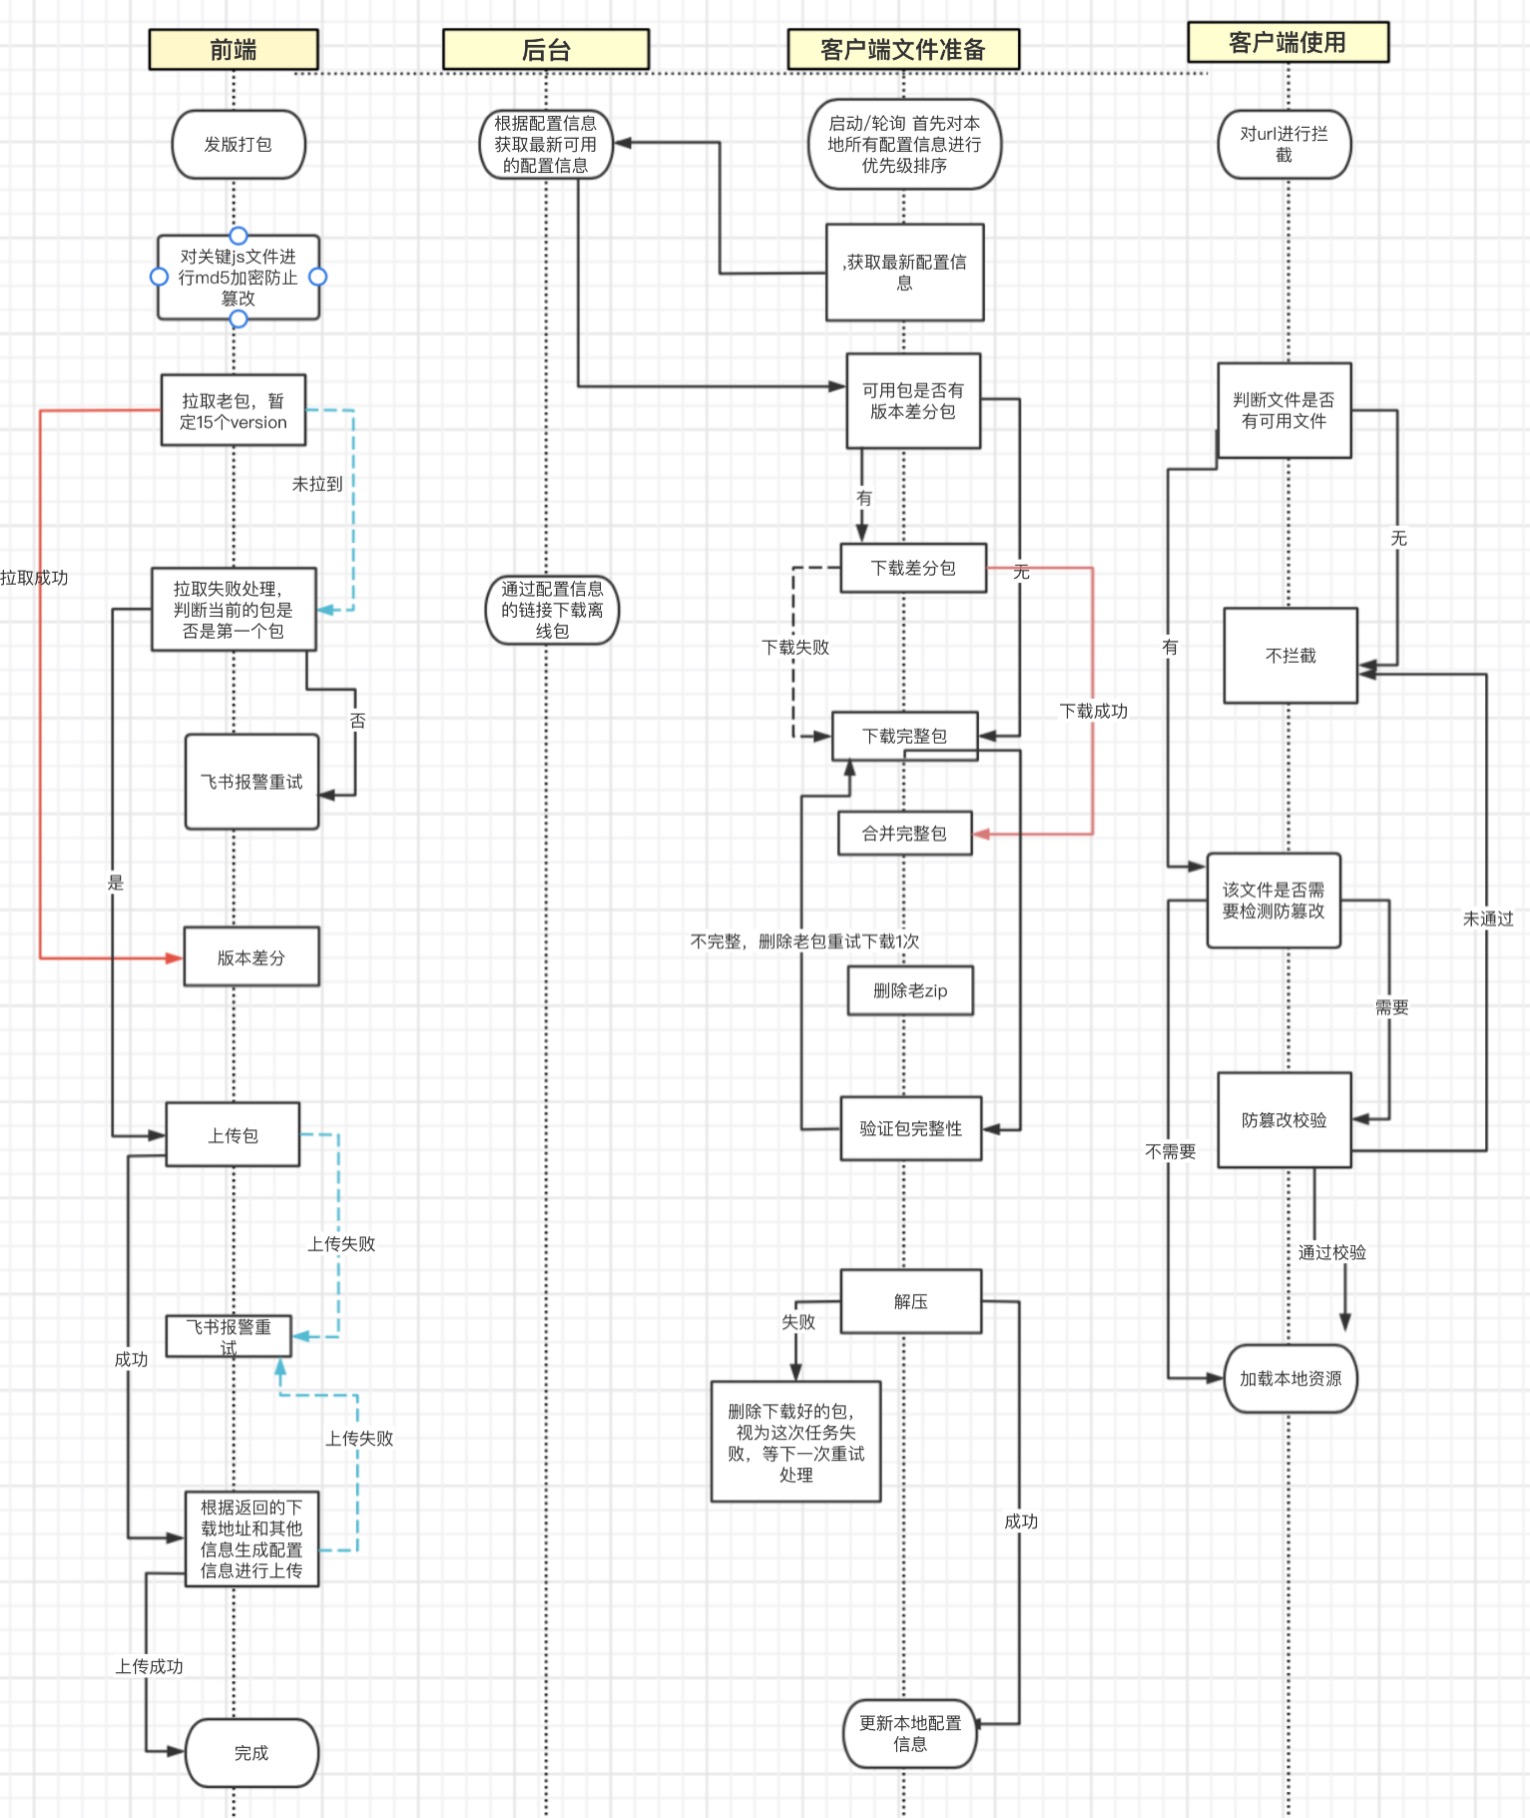 前端
后台
客户端文件准备
客户端使用
发版打包
对关键js文件进
行md5加密防止
篡改
拉取老包，暂
定15个version
未拉到
拉取成功
拉取失败处理，
判断当前的包是
否是第一个包
否
飞书报警重试
是
版本差分
上传包
上传失败
飞书报警重
试
成功
上传失败
根据返回的下
载地址和其他
信息生成配置
信息进行上传
上传成功
完成
根据配置信息
获取最新可用
的配置信息
通过配置信息
的链接下载离
线包
启动/轮询 首先对本
地所有配置信息进行
优先级排序
,获取最新配置信
息
可用包是否有
版本差分包
有
下载差分包
无
下载失败
下载成功
下载完整包
合并完整包
不完整，删除老包重试下载1次
删除老zip
验证包完整性
解压
失败
删除下载好的包，
视为这次任务失
败，等下一次重试
处理
成功
更新本地配置
信息
对url进行拦
截
判断文件是否
有可用文件
无
有
不拦截
该文件是否需
要检测防篡改
未通过
需要
防篡改校验
不需要
通过校验
加载本地资源